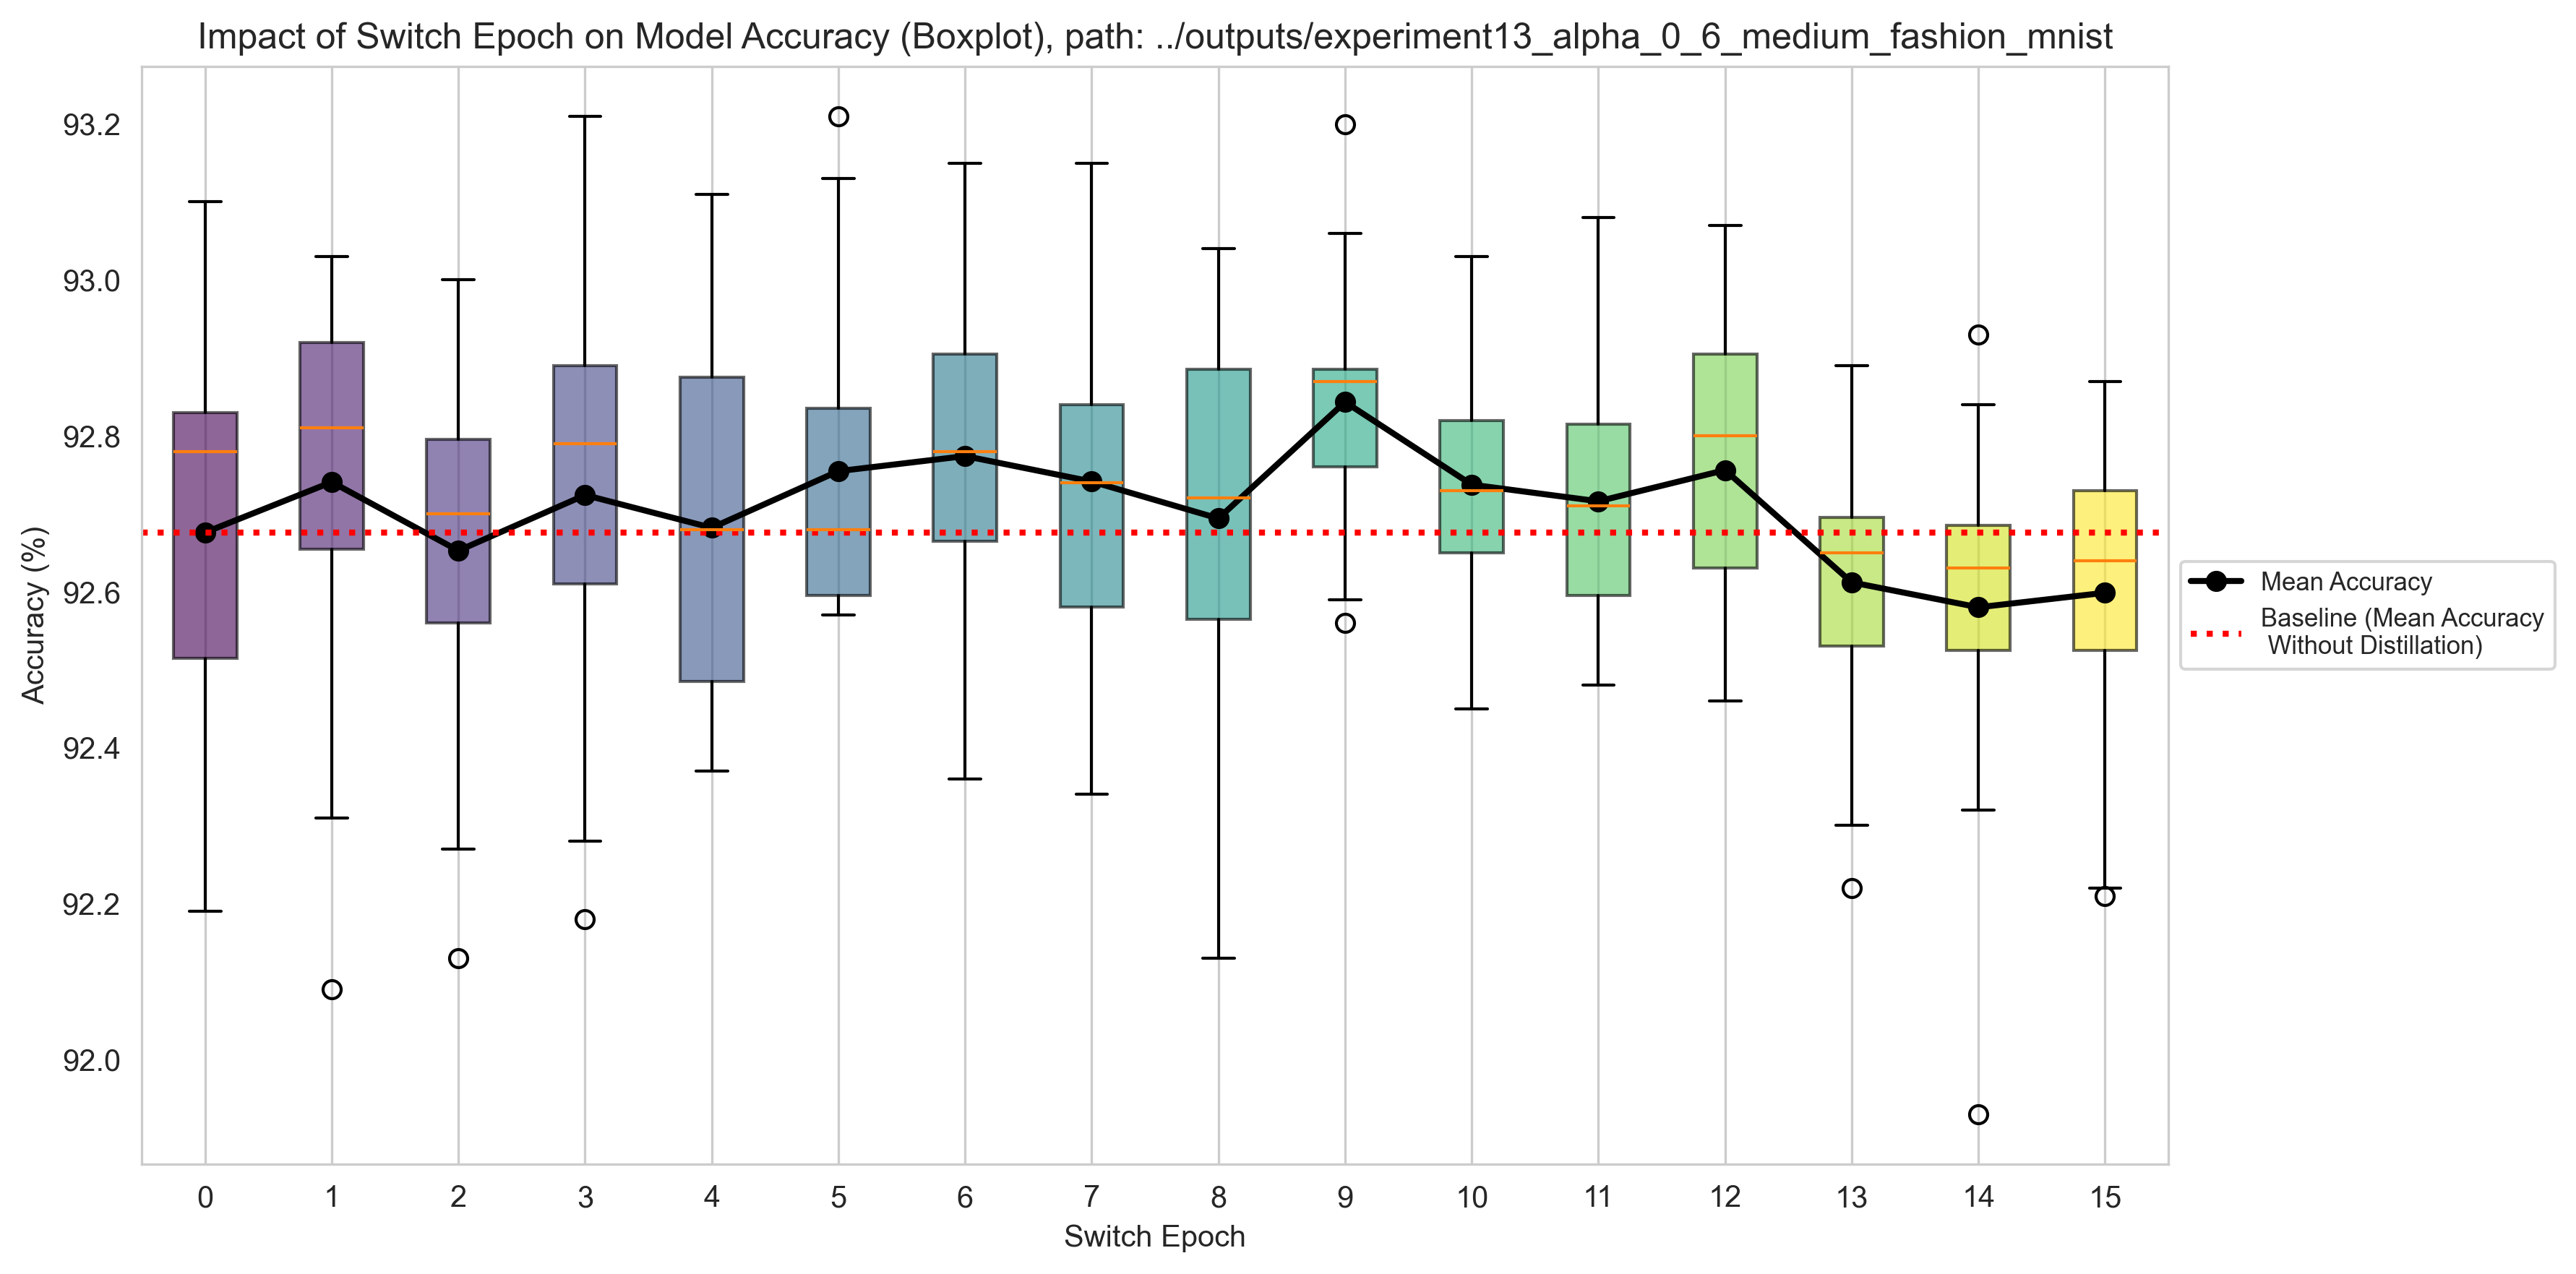 Impact of Switch Epoch on Model Accuracy (Boxplot), path: ../outputs/experiment13_alpha_0_6_medium_fashion_mnist
Accuracy (%)
93.2
93.0
92.8
92.6
92.4
92.2
92.0
0 1 2 3 4 5 6 7 8 9 10 11 12 13 14 15
Switch Epoch
Mean Accuracy
Baseline (Mean Accuracy
Without Distillation)